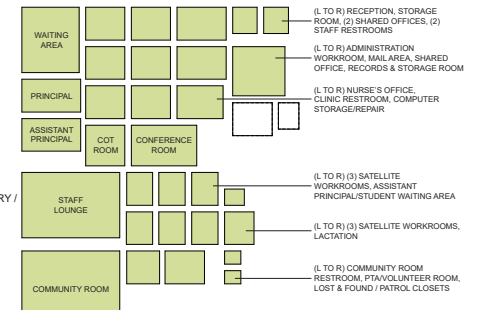 WAITING
AREA
(L TO R) RECEPTION, STORAGE
ROOM, (2) SHARED OFFICES, (2)
STAFF RESTROOMS
(L TO R) ADMINISTRATION
WORKROOM, MAIL AREA, SHARED
OFFICE, RECORDS & STORAGE ROOM
PRINCIPAL
(L TO R) NURSE'S OFFICE,
CLINIC RESTROOM, COMPUTER
STORAGE/REPAIR
ASSISTANT
PRINCIPAL
COT
ROOM
CONFERENCE
ROOM
RY /
STAFF
LOUNGE
(L TO R) (3) SATELLITE
WORKROOMS, ASSISTANT
PRINCIPAL/STUDENT WAITING AREA
(L TO R) (3) SATELLITE WORKROOMS,
LACTATION
COMMUNITY ROOM
(L TO R) COMMUNITY ROOM
RESTROOM, PTA/VOLUNTEER ROOM,
LOST & FOUND / PATROL CLOSETS